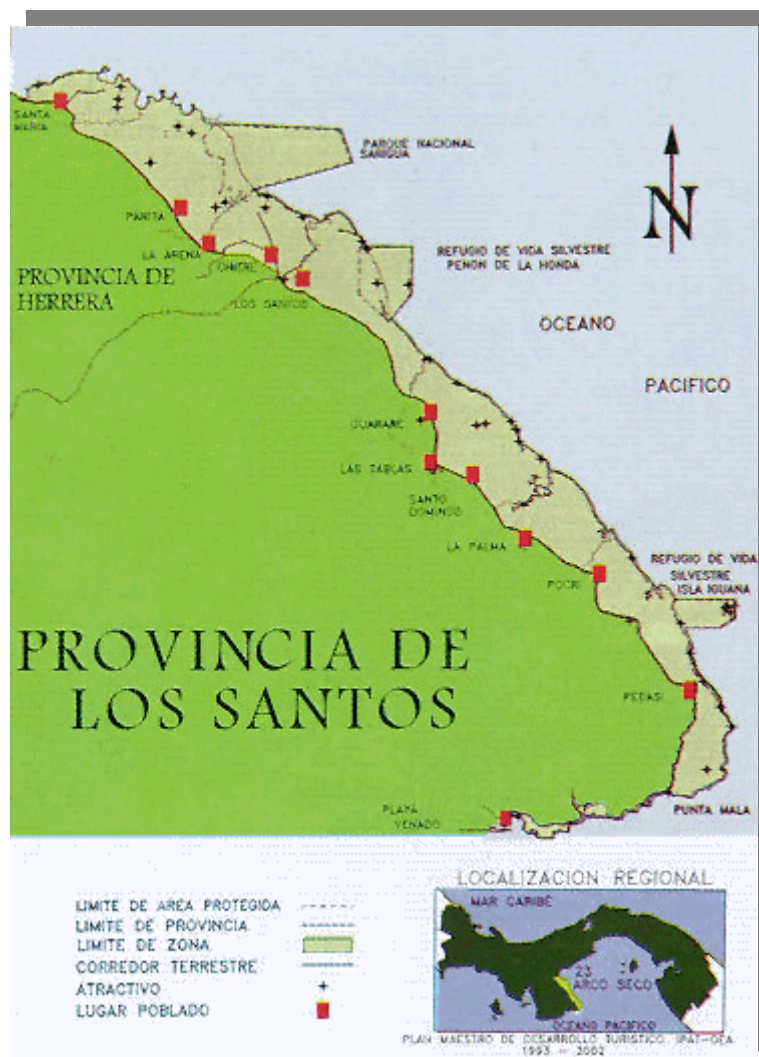 SANTA
MARIA
PARQUE NACIONAL
SARIGUA
PARITA
LA ARENA
CHITRE
LOS SANTOS
PROVINCIA DE
HERRERA
REFUGIO DE VIDA SILVESTRE
PENON DE LA HONDA
OCEANO
PACIFICO
N
GUARARE
LAS TABLAS
SANTO
DOMINGO
LA PALMA
POCRI
REFUGIO DE VIDA
SILVESTRE
ISLA IGUANA
PROVINCIA DE
LOS SANTOS
PEDASI
PUNTA MALA
PLAYA
VENADO
LIMITE DE AREA PROTEGIDA
LIMITE DE PROVINCIA
LIMITE DE ZONA
CORREDOR TERRESTRE
ATRACTIVO
LUGAR POBLADO
LOCALIZACION REGIONAL
MAR CARIBE
23
ARCO SECO
OCEANO PACIFICO
PLAN MAESTRO DE DESARROLLO TURISTICO, IPAT-OEA
1993 - 2002